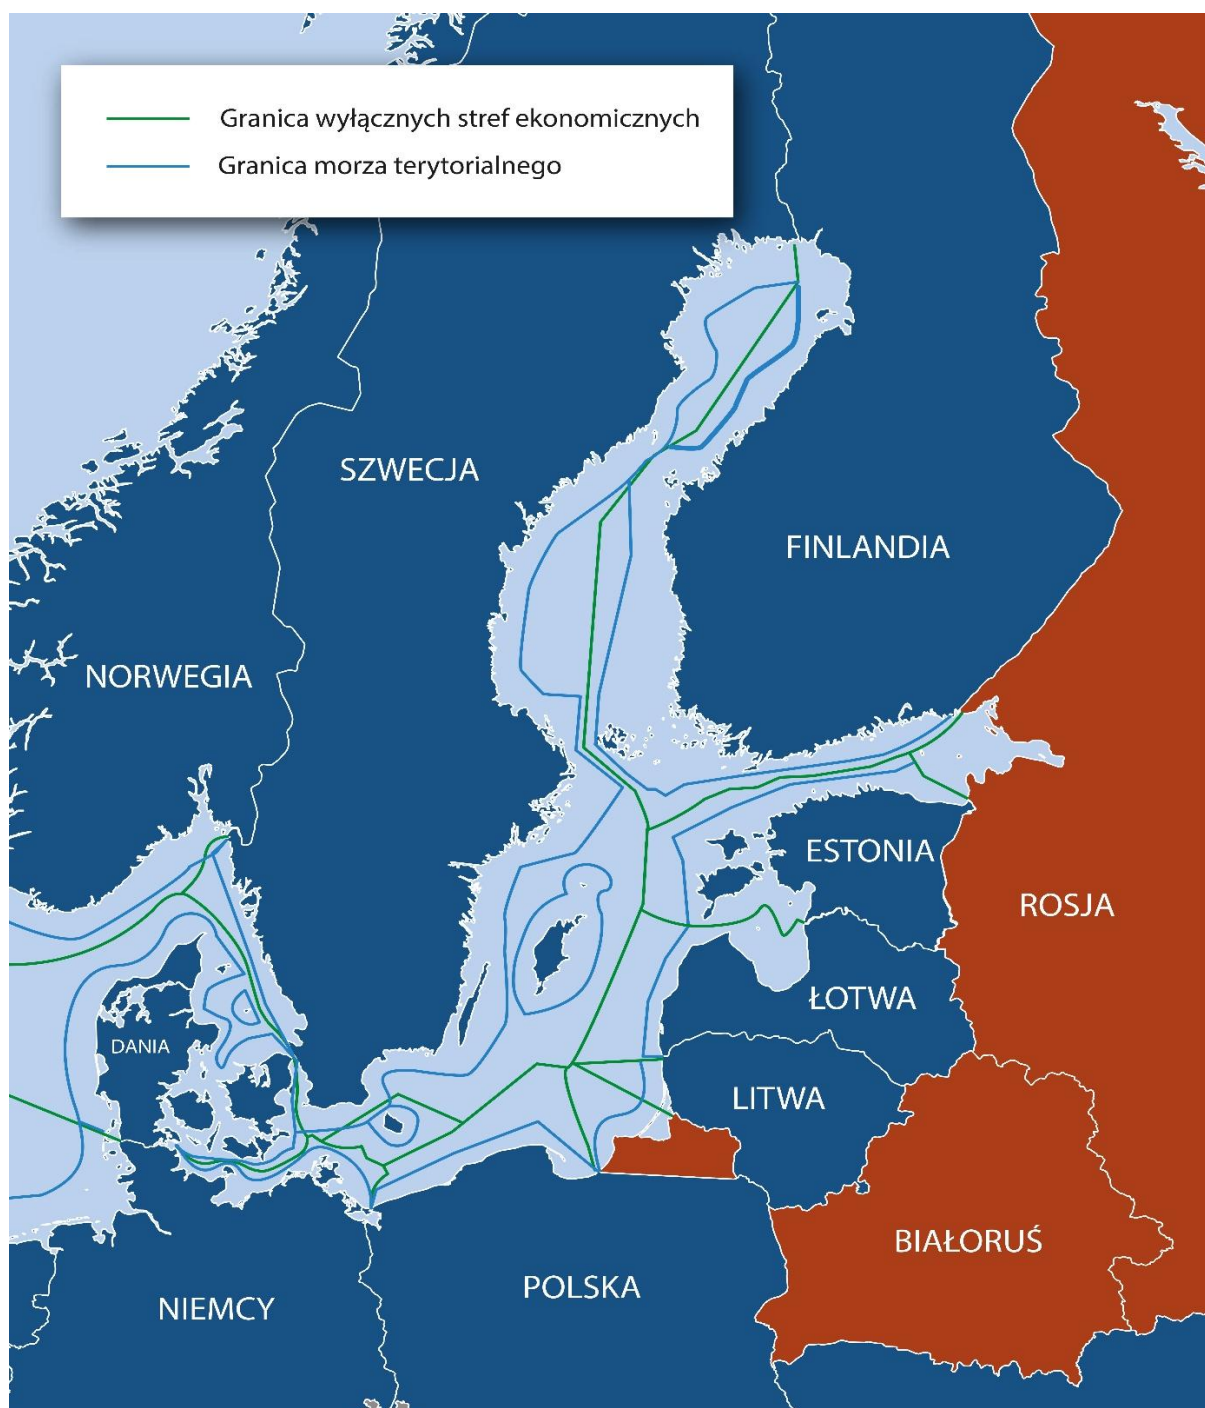 Granica wyłącznych stref ekonomicznych
Granica morza terytorialnego
SZWECJA
FINLANDIA
NORWEGIA
ESTONIA
ROSJA
ŁOTWA
DANIA
LITWA
BIAŁORUŚ
POLSKA
NIEMCY